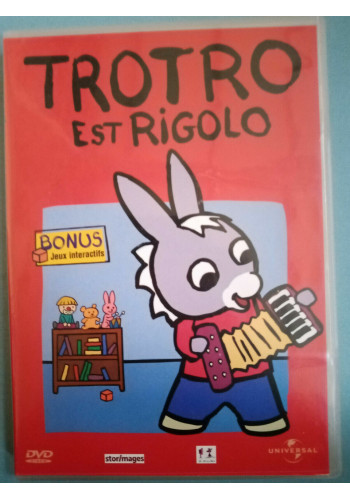 TROTRO
EST RIGOLO
BONUS
Jeux interactifs
DVD
storimages
UNIVERSAL